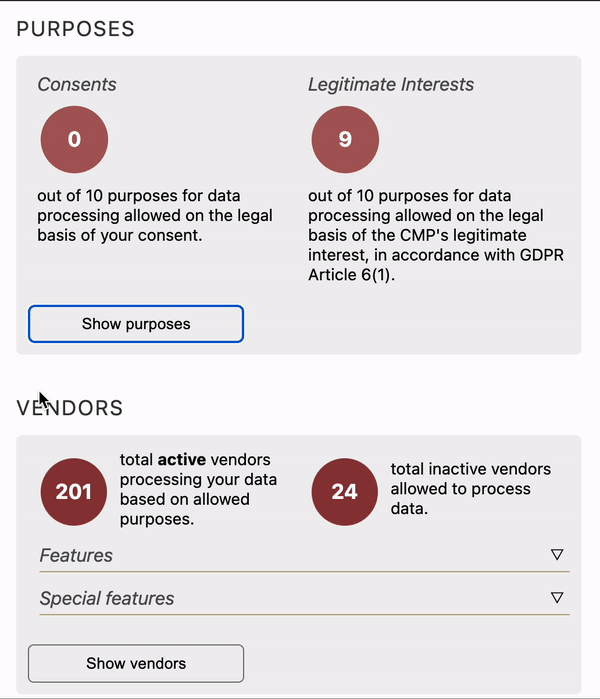 PURPOSES
Consents
0
out of 10 purposes for data
processing allowed on the legal
basis of your consent.
Legitimate Interests
9
out of 10 purposes for data
processing allowed on the legal
basis of the CMP's legitimate
interest, in accordance with GDPR
Article 6(1).
Show purposes
VENDORS
201
total active vendors
processing your data
based on allowed
purposes.
24
total inactive vendors
allowed to process
data.
Features
Special features
Show vendors